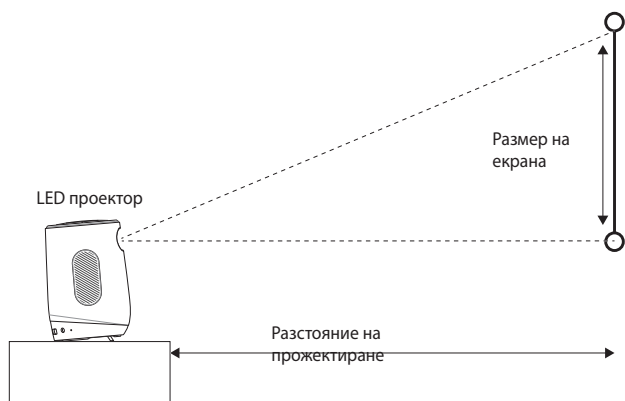 Размер на
екрана
LED проектор
Разстояние на
прожектиране